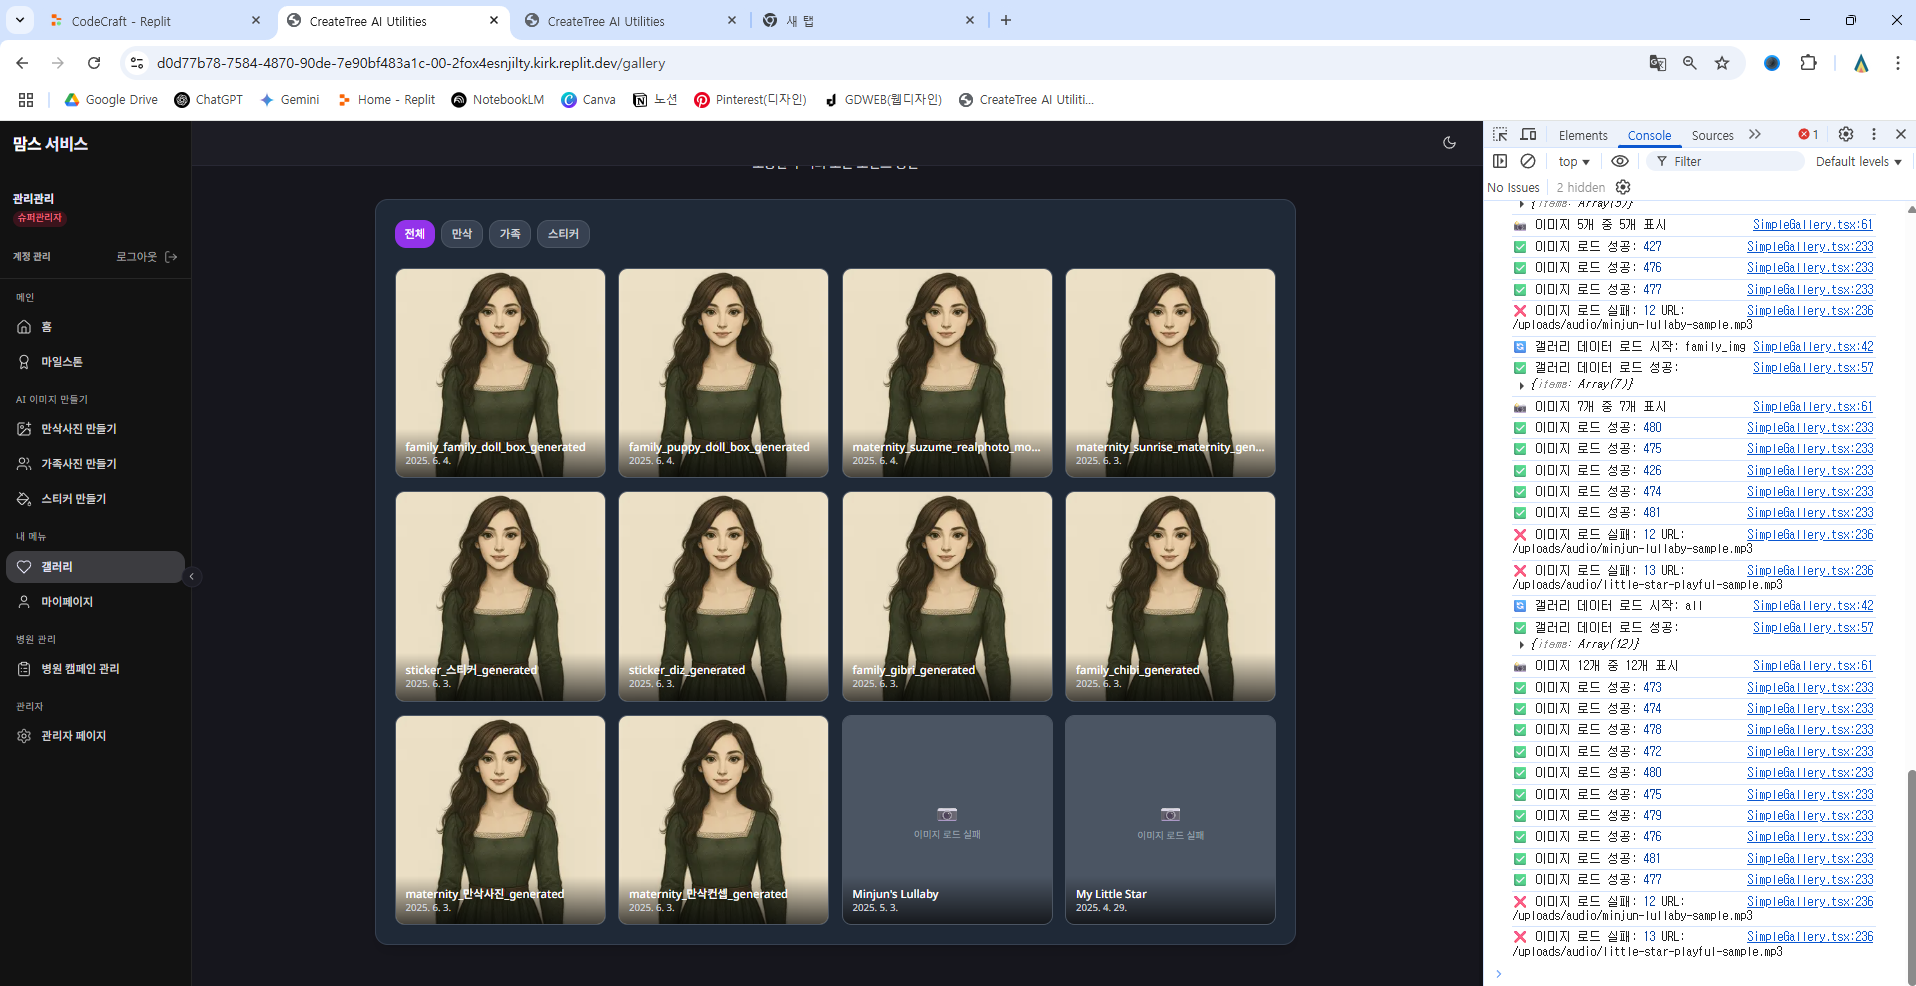 CodeCraft - Replit
CreateTree AI Utilities
CreateTree AI Utilities
새 탭
d0d77b78-7584-4870-90de-7e90bf483a1c-00-2fox4esnjilty.kirk.replit.dev/gallery
Google Drive
ChatGPT
Gemini
Home - Replit
NotebookLM
Canva
노션
Pinterest(디자인)
GDWEB(웹디자인)
CreateTree AI Utiliti...
맘스 서비스
관리관리
슈퍼관리자
계정 관리
로그아웃
메인
홈
마일스톤
AI 이미지 만들기
만삭사진 만들기
가족사진 만들기
스티커 만들기
내 메뉴
갤러리
마이페이지
병원 관리
병원 캠페인 관리
관리자
관리자 페이지
전체
만삭
가족
스티커
family_family_doll_box_generated
2025. 6. 4.
family_puppy_doll_box_generated
2025. 6. 4.
maternity_suzume_realphoto_mo...
2025. 6. 4.
maternity_sunrise_maternity_gen...
2025. 6. 3.
sticker_스티커_generated
2025. 6. 3.
sticker_diz_generated
2025. 6. 3.
family_gibri_generated
2025. 6. 3.
family_chibi_generated
2025. 6. 3.
maternity_만삭사진_generated
2025. 6. 3.
maternity_만삭컨셉_generated
2025. 6. 3.
이미지 로드 실패
Minjun's Lullaby
2025. 5. 3.
이미지 로드 실패
My Little Star
2025. 4. 29.
Elements
Console
Sources
1
top
Filter
Default levels
No Issues
2 hidden
{items: Array(5)}
이미지 5개 중 5개 표시 SimpleGallery.tsx:61
이미지 로드 성공: 427 SimpleGallery.tsx:233
이미지 로드 성공: 476 SimpleGallery.tsx:233
이미지 로드 성공: 477 SimpleGallery.tsx:233
이미지 로드 실패: 12 URL: SimpleGallery.tsx:236
/uploads/audio/minjun-lullaby-sample.mp3
갤러리 데이터 로드 시작: family_img SimpleGallery.tsx:42
갤러리 데이터 로드 성공: SimpleGallery.tsx:57
{items: Array(7)}
이미지 7개 중 7개 표시 SimpleGallery.tsx:61
이미지 로드 성공: 480 SimpleGallery.tsx:233
이미지 로드 성공: 475 SimpleGallery.tsx:233
이미지 로드 성공: 426 SimpleGallery.tsx:233
이미지 로드 성공: 474 SimpleGallery.tsx:233
이미지 로드 성공: 481 SimpleGallery.tsx:233
이미지 로드 실패: 12 URL: SimpleGallery.tsx:236
/uploads/audio/minjun-lullaby-sample.mp3
이미지 로드 실패: 13 URL: SimpleGallery.tsx:236
/uploads/audio/little-star-playful-sample.mp3
갤러리 데이터 로드 시작: all SimpleGallery.tsx:42
갤러리 데이터 로드 성공: SimpleGallery.tsx:57
{items: Array(12)}
이미지 12개 중 12개 표시 SimpleGallery.tsx:61
이미지 로드 성공: 473 SimpleGallery.tsx:233
이미지 로드 성공: 474 SimpleGallery.tsx:233
이미지 로드 성공: 478 SimpleGallery.tsx:233
이미지 로드 성공: 472 SimpleGallery.tsx:233
이미지 로드 성공: 480 SimpleGallery.tsx:233
이미지 로드 성공: 475 SimpleGallery.tsx:233
이미지 로드 성공: 479 SimpleGallery.tsx:233
이미지 로드 성공: 476 SimpleGallery.tsx:233
이미지 로드 성공: 481 SimpleGallery.tsx:233
이미지 로드 성공: 477 SimpleGallery.tsx:233
이미지 로드 실패: 12 URL: SimpleGallery.tsx:236
/uploads/audio/minjun-lullaby-sample.mp3
이미지 로드 실패: 13 URL: SimpleGallery.tsx:236
/uploads/audio/little-star-playful-sample.mp3